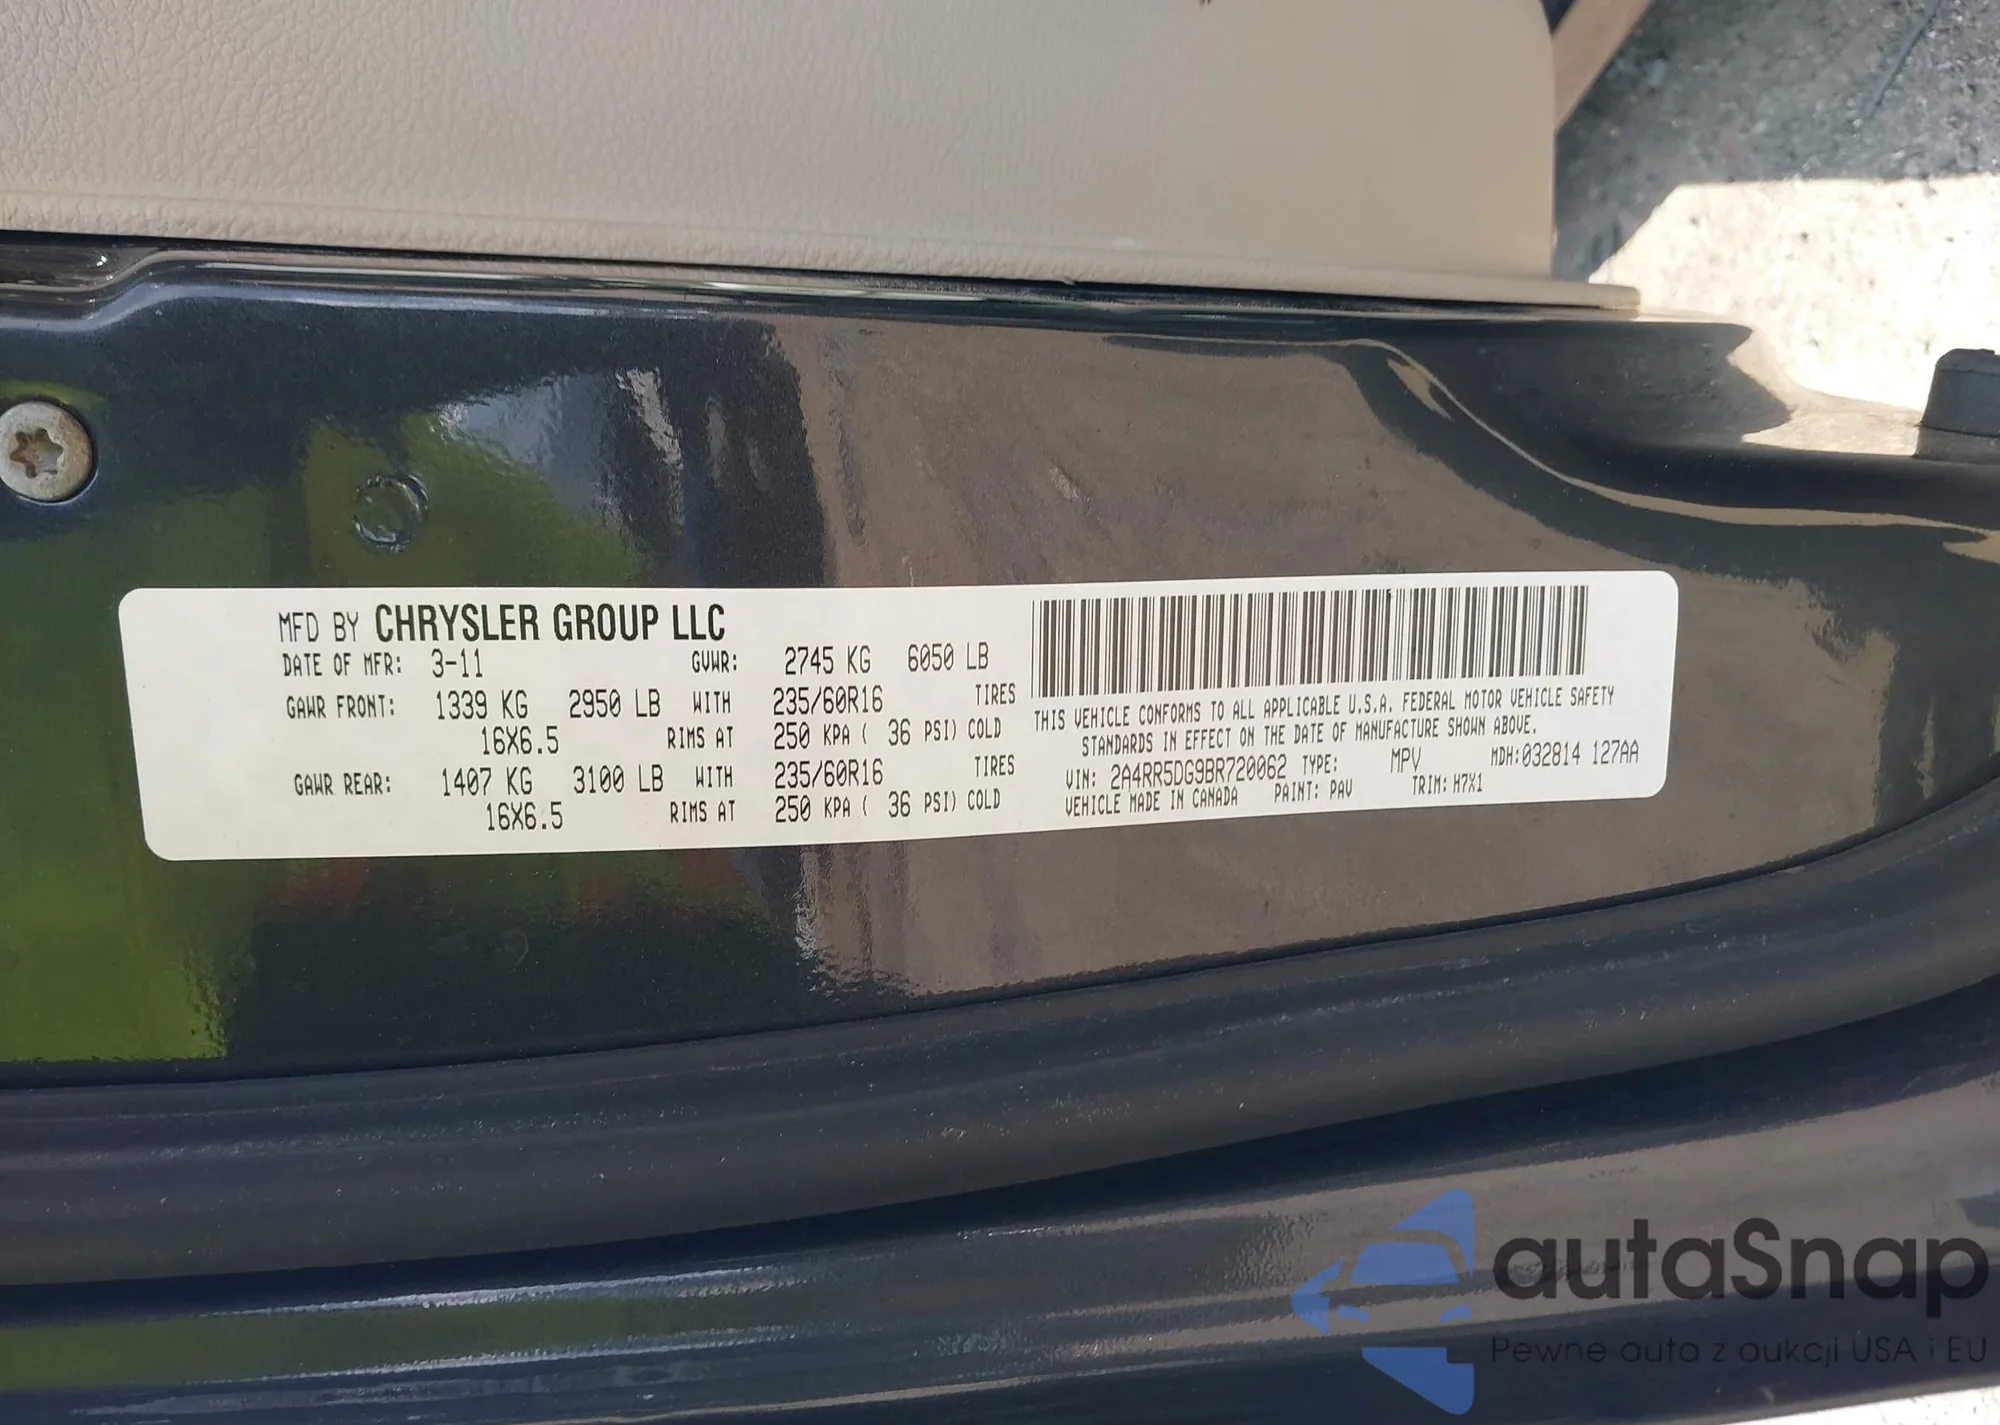 MFD BY CHRYSLER GROUP LLC
DATE OF MFR: 3-11 GVWR: 2745 KG 6050 LB
GAWR FRONT: 1339 KG 2950 LB WITH 235/60R16 TIRES
16X6.5 RIMS AT 250 KPA ( 36 PSI) COLD
GAWR REAR: 1407 KG 3100 LB WITH 235/60R16 TIRES
16X6.5 RIMS AT 250 KPA ( 36 PSI) COLD
THIS VEHICLE CONFORMS TO ALL APPLICABLE U.S.A. FEDERAL MOTOR VEHICLE SAFETY
STANDARDS IN EFFECT ON THE DATE OF MANUFACTURE SHOWN ABOVE.
VIN: 2A4RR5DG9BR720062 TYPE: MPV MDH:032814 127AA
VEHICLE MADE IN CANADA PAINT: PAV TRIM: H7X1
autaSnap
Pewne auta z aukcji USA i EU